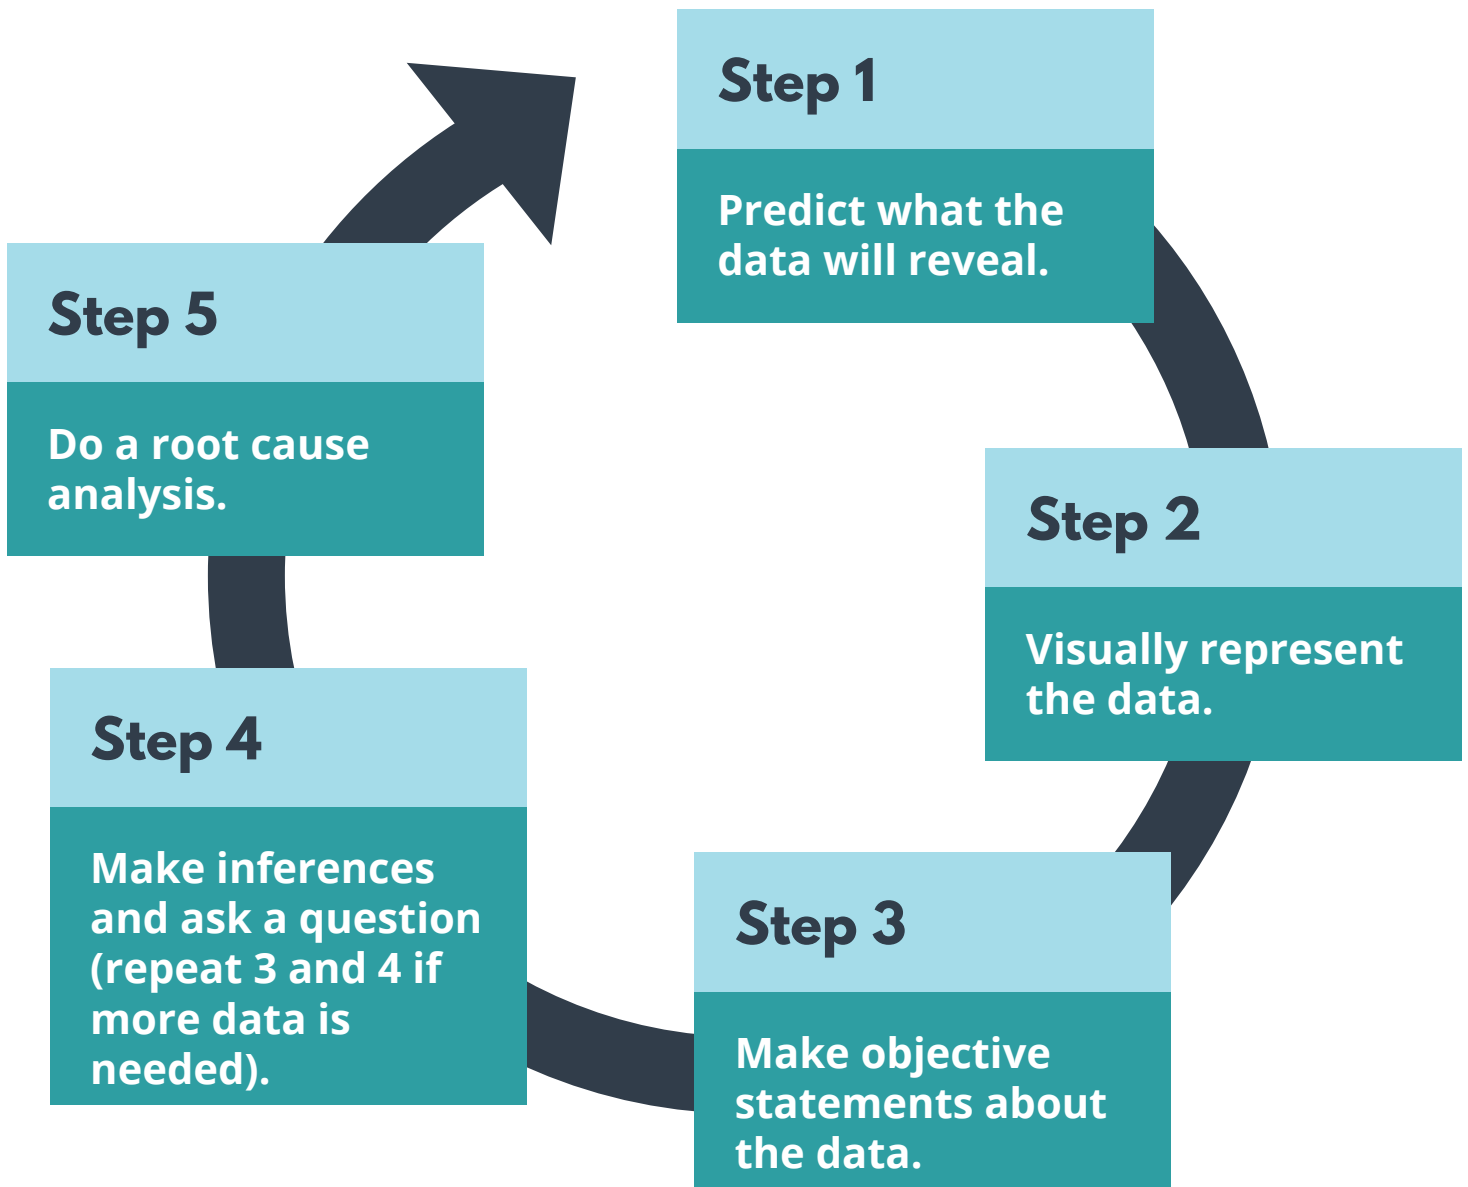 Step 1
Predict what the
data will reveal.
Step 2
Visually represent
the data.
Step 3
Make objective
statements about
the data.
Step 4
Make inferences
and ask a question
(repeat 3 and 4 if
more data is
needed).
Step 5
Do a root cause
analysis.